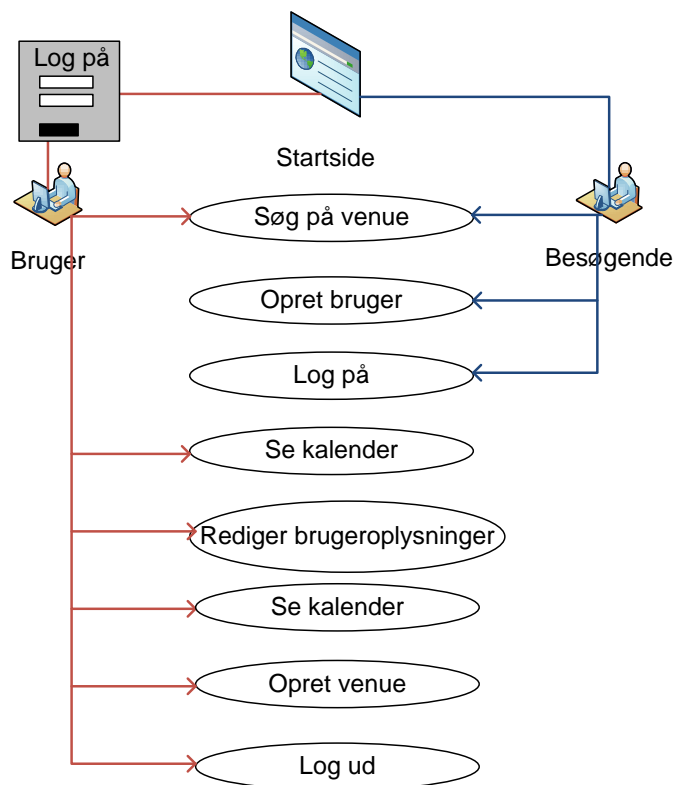 Log på
Startside
Bruger
Besøgende
Søg på venue
Opret bruger
Log på
Se kalender
Rediger brugeroplysninger
Se kalender
Opret venue
Log ud